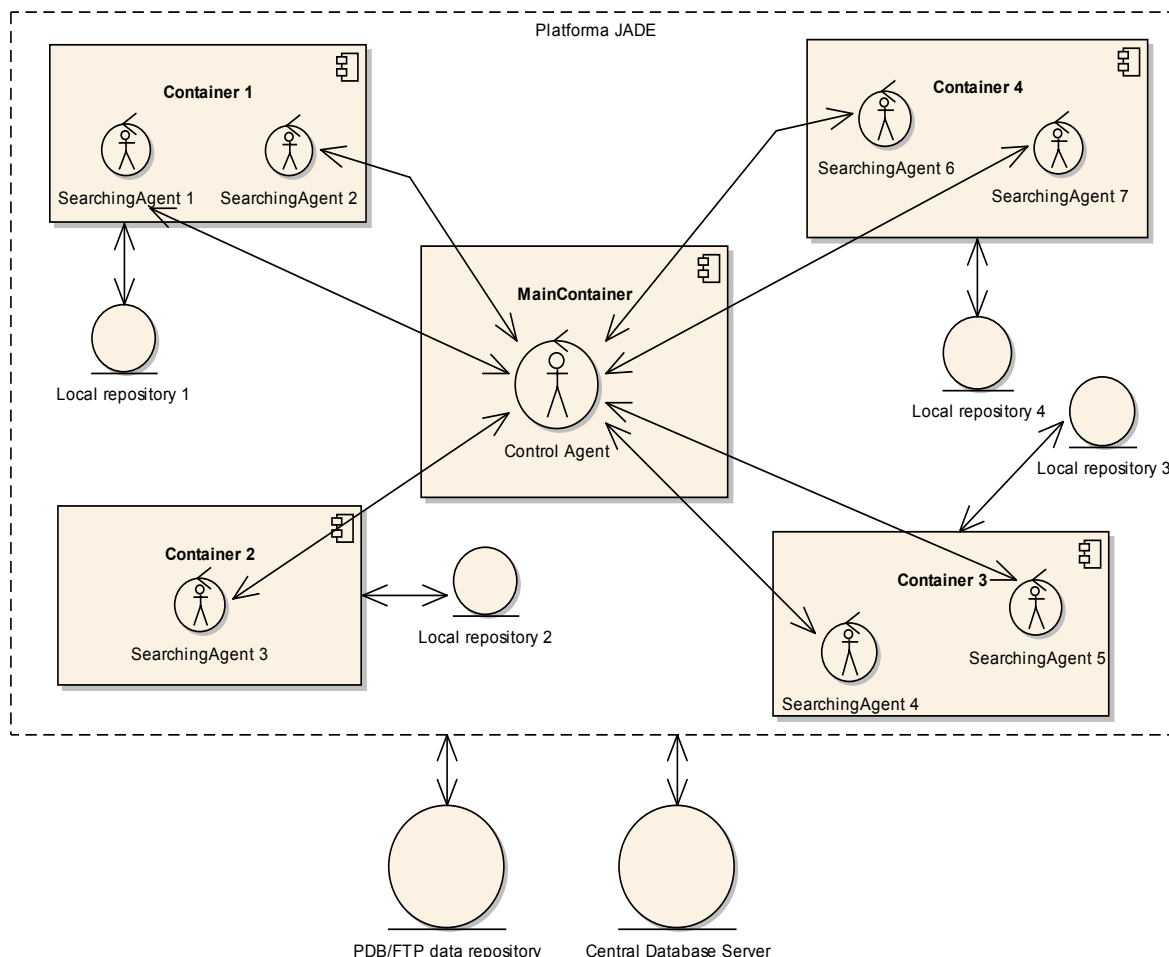 Platforma JADE
Container 1
SearchingAgent 1
SearchingAgent 2
Local repository 1
Container 4
SearchingAgent 6
SearchingAgent 7
Local repository 4
MainContainer
Control Agent
Local repository 3
Container 2
SearchingAgent 3
Local repository 2
Container 3
SearchingAgent 5
SearchingAgent 4
PDB/FTP data repository
Central Database Server